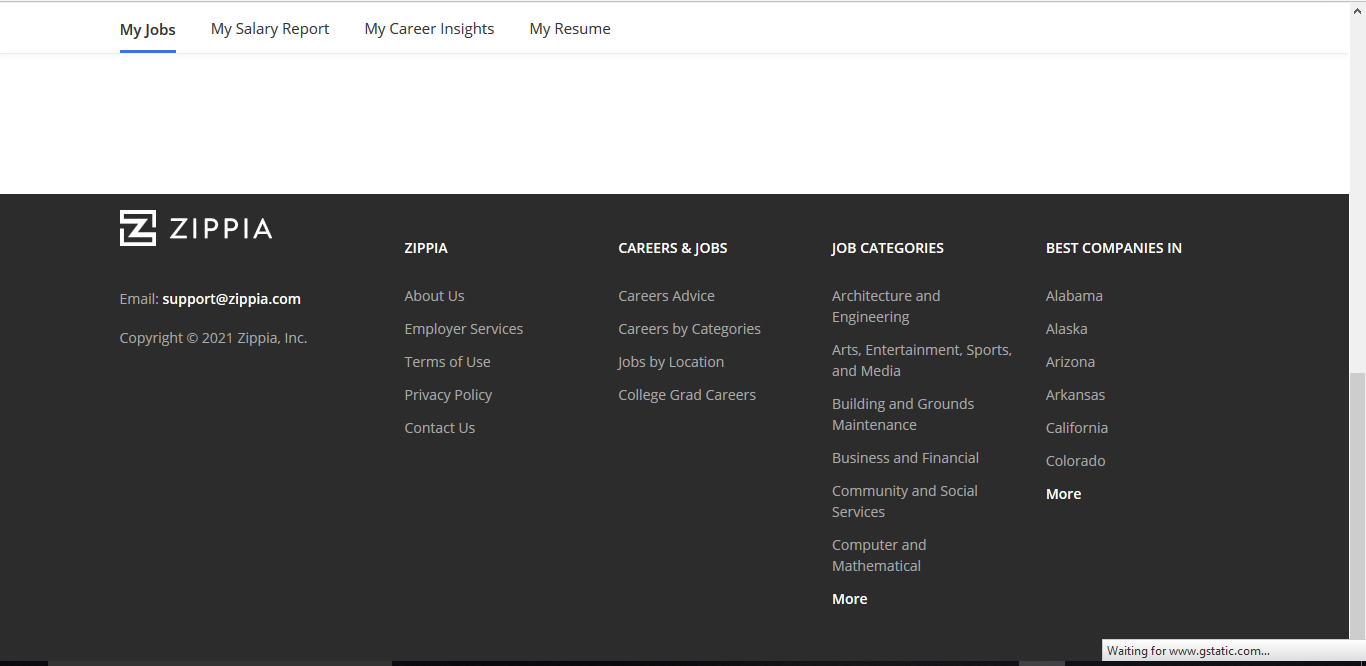 My Jobs
My Salary Report
My Career Insights
My Resume
ZIPPIA
Email: support@zippia.com
Copyright © 2021 Zippia, Inc.
ZIPPIA
About Us
Employer Services
Terms of Use
Privacy Policy
Contact Us
CAREERS & JOBS
Careers Advice
Careers by Categories
Jobs by Location
College Grad Careers
JOB CATEGORIES
Architecture and
Engineering
Arts, Entertainment, Sports,
and Media
Building and Grounds
Maintenance
Business and Financial
Community and Social
Services
Computer and
Mathematical
More
BEST COMPANIES IN
Alabama
Alaska
Arizona
Arkansas
California
Colorado
More
Waiting for www.gstatic.com...